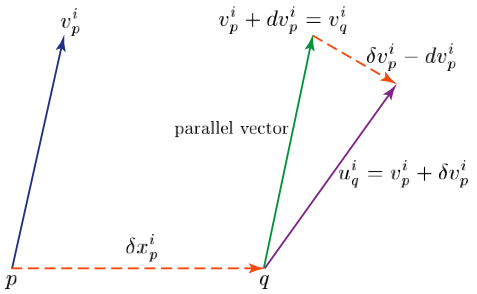 $v_p^i$
$v_p^i + dv_p^i = v_q^i$
$\delta v_p^i - dv_p^i$
parallel vector
$u_q^i = v_p^i + \delta v_p^i$
$\delta x_p^i$
$p$
$q$